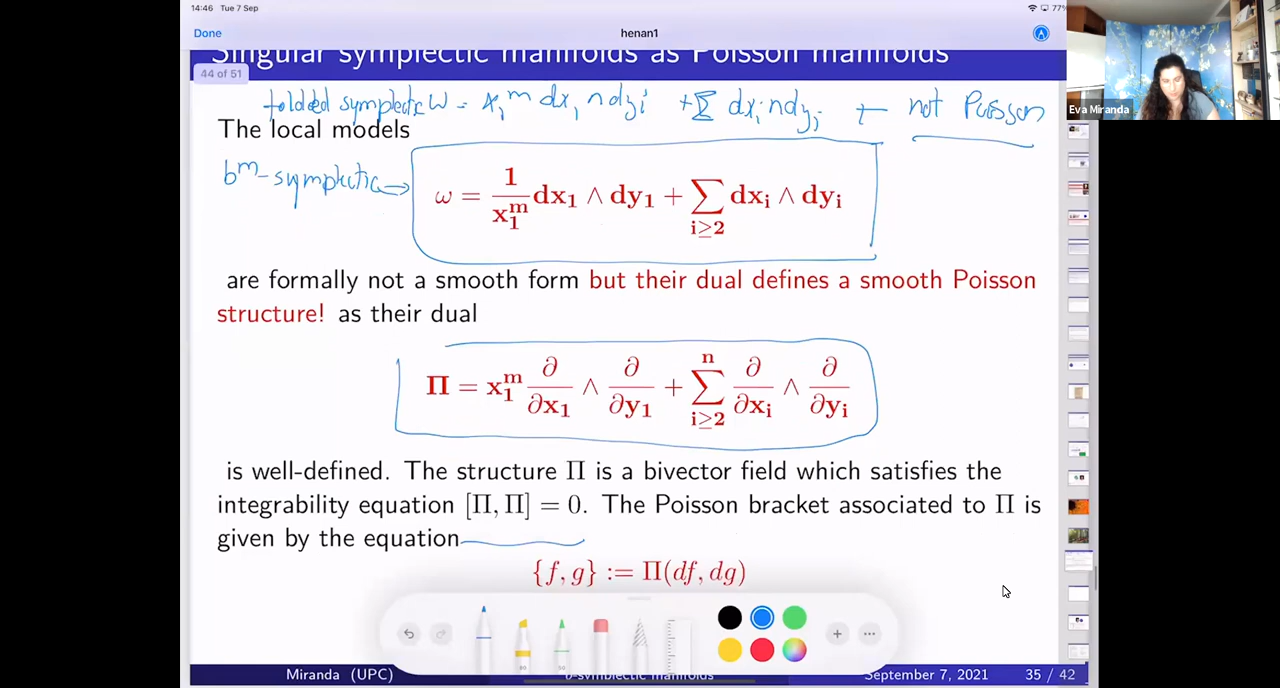 14:46 Tue 7 Sep
77%
Done
henan1
Singular symplectic manifolds as Poisson manifolds
44 of 51
folded symplectic ω = x₁ᵐ dx₁ ∧ dy₁ + Σ dxᵢ ∧ dyᵢ ← not Poisson
Eva Miranda
The local models
bᵐ-symplectic ⇒
ω = 1/x₁ᵐ dx₁ ∧ dy₁ + ∑_{i≥2} dxᵢ ∧ dyᵢ
are formally not a smooth form but their dual defines a smooth Poisson
structure! as their dual
Π = x₁ᵐ ∂/∂x₁ ∧ ∂/∂y₁ + ∑_{i≥2}^{n} ∂/∂xᵢ ∧ ∂/∂yᵢ
is well-defined. The structure Π is a bivector field which satisfies the
integrability equation [Π, Π] = 0. The Poisson bracket associated to Π is
given by the equation
{f, g} := Π(df, dg)
Miranda (UPC)
b-symplectic manifolds
September 7, 2021
35 / 42